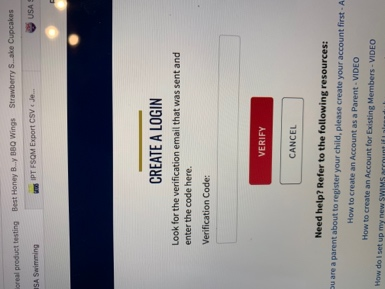 oreal product testing
Best Honey B...y BBQ Wings
Strawberry S...ake Cupcakes
SA Swimming
IPT FSQM Export CSV - Je...
USA S
CREATE A LOGIN
Look for the verification email that was sent and
enter the code here.
Verification Code:
VERIFY
CANCEL
Need help? Refer to the following resources:
ou are a parent about to register your child, please create your account first - A
How to create an Account as a Parent - VIDEO
How to create an Account for Existing Members - VIDEO
How do I set up my new SWIMS account if I